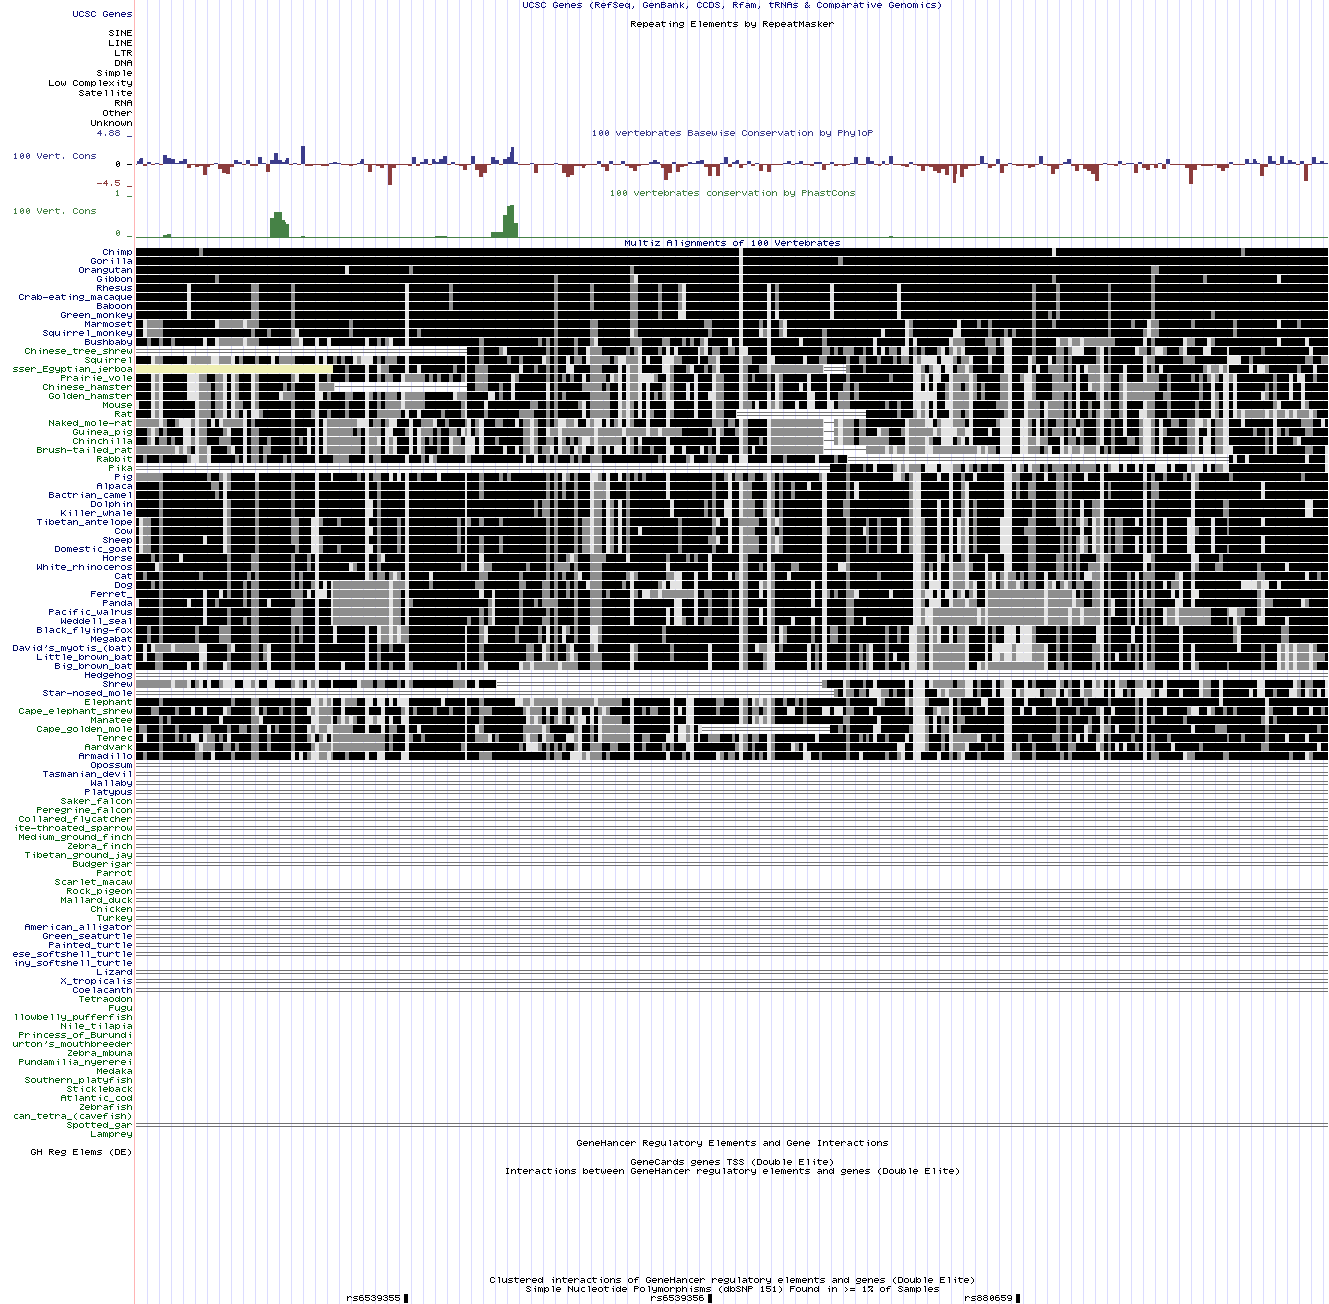 UCSC Genes (RefSeq, GenBank, CCDS, Rfam, tRNAs & Comparative Genomics)
UCSC Genes
Repeating Elements by RepeatMasker
SINE
LINE
LTR
DNA
Simple
Low Complexity
Satellite
RNA
Other
Unknown
100 vertebrates Basewise Conservation by PhyloP
4.88 _
100 Vert. Cons
0 _
-4.5 _
100 vertebrates conservation by PhastCons
1 _
100 Vert. Cons
0 _
Multiz Alignments of 100 Vertebrates
Chimp
Gorilla
Orangutan
Gibbon
Rhesus
Crab-eating_macaque
Baboon
Green_monkey
Marmoset
Squirrel_monkey
Bushbaby
Chinese_tree_shrew
Squirrel
sser_Egyptian_jerboa
Prairie_vole
Chinese_hamster
Golden_hamster
Mouse
Rat
Naked_mole-rat
Guinea_pig
Chinchilla
Brush-tailed_rat
Rabbit
Pika
Pig
Alpaca
Bactrian_camel
Dolphin
Killer_whale
Tibetan_antelope
Cow
Sheep
Domestic_goat
Horse
White_rhinoceros
Cat
Dog
Ferret_
Panda
Pacific_walrus
Weddell_seal
Black_flying-fox
Megabat
David's_myotis_(bat)
Little_brown_bat
Big_brown_bat
Hedgehog
Shrew
Star-nosed_mole
Elephant
Cape_elephant_shrew
Manatee
Cape_golden_mole
Tenrec
Aardvark
Armadillo
Opossum
Tasmanian_devil
Wallaby
Platypus
Saker_falcon
Peregrine_falcon
Collared_flycatcher
ite-throated_sparrow
Medium_ground_finch
Zebra_finch
Tibetan_ground_jay
Budgerigar
Parrot
Scarlet_macaw
Rock_pigeon
Mallard_duck
Chicken
Turkey
American_alligator
Green_seaturtle
Painted_turtle
ese_softshell_turtle
iny_softshell_turtle
Lizard
X_tropicalis
Coelacanth
Tetraodon
Fugu
llowbelly_pufferfish
Nile_tilapia
Princess_of_Burundi
urton's_mouthbreeder
Zebra_mbuna
Pundamilia_nyererei
Medaka
Southern_platyfish
Stickleback
Atlantic_cod
Zebrafish
can_tetra_(cavefish)
Spotted_gar
Lamprey
GeneHancer Regulatory Elements and Gene Interactions
GH Reg Elems (DE)
GeneCards genes TSS (Double Elite)
Interactions between GeneHancer regulatory elements and genes (Double Elite)
Clustered interactions of GeneHancer regulatory elements and genes (Double Elite)
Simple Nucleotide Polymorphisms (dbSNP 151) Found in >= 1% of Samples
rs6539355 rs6539356 rs880659